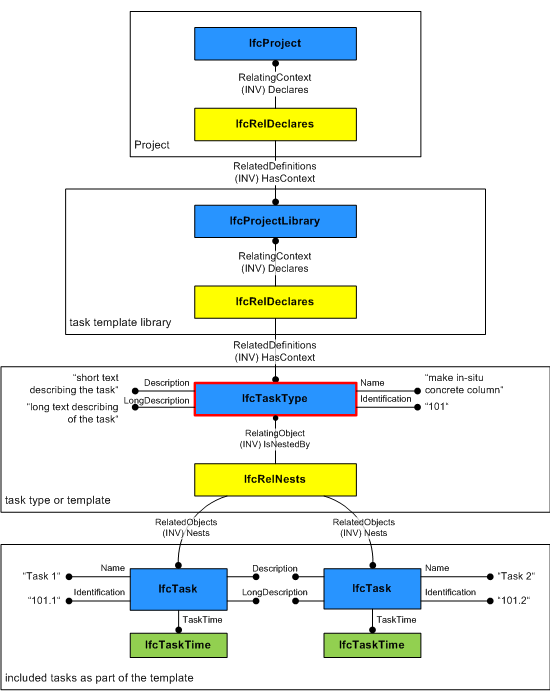 IfcProject
RelatingContext
(INV) Declares
IfcRelDeclares
Project
RelatedDefinitions
(INV) HasContext
IfcProjectLibrary
RelatingContext
(INV) Declares
IfcRelDeclares
task template library
RelatedDefinitions
(INV) HasContext
"short text
describing the task"
Description
"long text describing
of the task"
LongDescription
IfcTaskType
Name
"make in-situ
concrete column"
Identification
"101"
RelatingObject
(INV) IsNestedBy
IfcRelNests
task type or template
RelatedObjects
(INV) Nests
RelatedObjects
(INV) Nests
"Task 1"
Name
"101.1"
Identification
IfcTask
Description
LongDescription
IfcTask
Name
"Task 2"
Identification
"101.2"
TaskTime
TaskTime
IfcTaskTime
IfcTaskTime
included tasks as part of the template